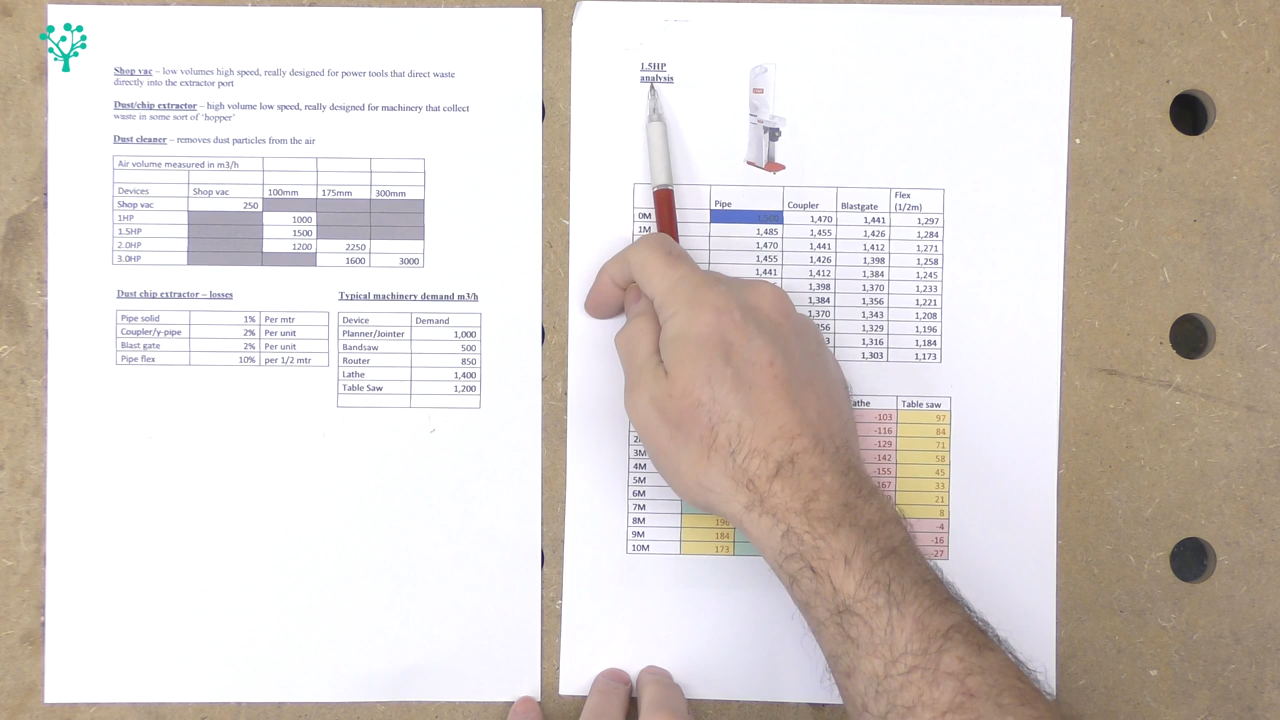 Shop vac – low volumes high speed, really designed for power tools that direct waste
directly into the extractor port
Dust/chip extractor – high volume low speed, really designed for machinery that collect
waste in some sort of 'hopper'
Dust cleaner – removes dust particles from the air
Air volume measured in m3/h
Devices Shop vac 100mm 175mm 300mm
Shop vac 250
1HP 1000
1.5HP 1500
2.0HP 1200 2250
3.0HP 1600 3000
Dust chip extractor – losses
Pipe solid 1% Per mtr
Coupler/y-pipe 2% Per unit
Blast gate 2% Per unit
Pipe flex 10% per 1/2 mtr
Typical machinery demand m3/h
Device Demand
Planner/Jointer 1,000
Bandsaw 500
Router 850
Lathe 1,400
Table Saw 1,200
1.5HP
analysis
Pipe Coupler Blastgate Flex
(1/2m)
0M 1,500 1,470 1,441 1,297
1M 1,485 1,455 1,426 1,284
1,470 1,441 1,412 1,271
1,455 1,426 1,398 1,258
1,441 1,412 1,384 1,245
1,398 1,370 1,233
1,384 1,356 1,221
1,370 1,343 1,208
1,329 1,196
1,316 1,184
1,303 1,173
Table saw
-103 97
-116 84
-129 71
3M -142 58
4M -155 45
5M 33
6M 21
7M 8
8M 196 -4
9M 184 -16
10M 173 -27